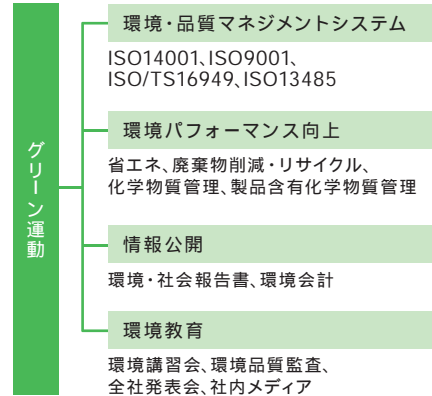 グリーン運動
環境・品質マネジメントシステム
ISO14001、ISO9001、
ISO/TS16949、ISO13485
環境パフォーマンス向上
省エネ、廃棄物削減・リサイクル、
化学物質管理、製品含有化学物質管理
情報公開
環境・社会報告書、環境会計
環境教育
環境講習会、環境品質監査、
全社発表会、社内メディア